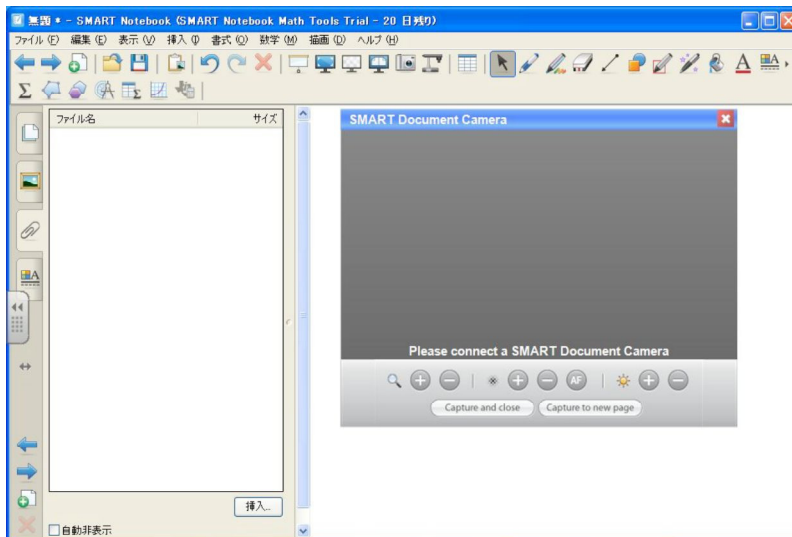 無題 * - SMART Notebook (SMART Notebook Math Tools Trial - 20 日残り)
ファイル(F) 編集(E) 表示(V) 挿入(I) 書式(O) 数学(M) 描画(D) ヘルプ(H)
ファイル名 サイズ
SMART Document Camera
Please connect a SMART Document Camera
AF
Capture and close Capture to new page
挿入...
自動非表示